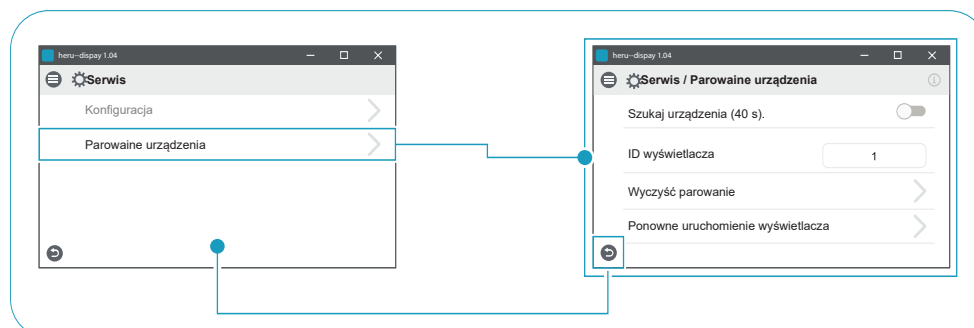 heru-dispay 1.04
Serwis
Konfiguracja
Parowaine urządzenia
heru-dispay 1.04
Serwis / Parowaine urządzenia
Szukaj urządzenia (40 s).
ID wyświetlacza 1
Wyczyść parowanie
Ponowne uruchomienie wyświetlacza